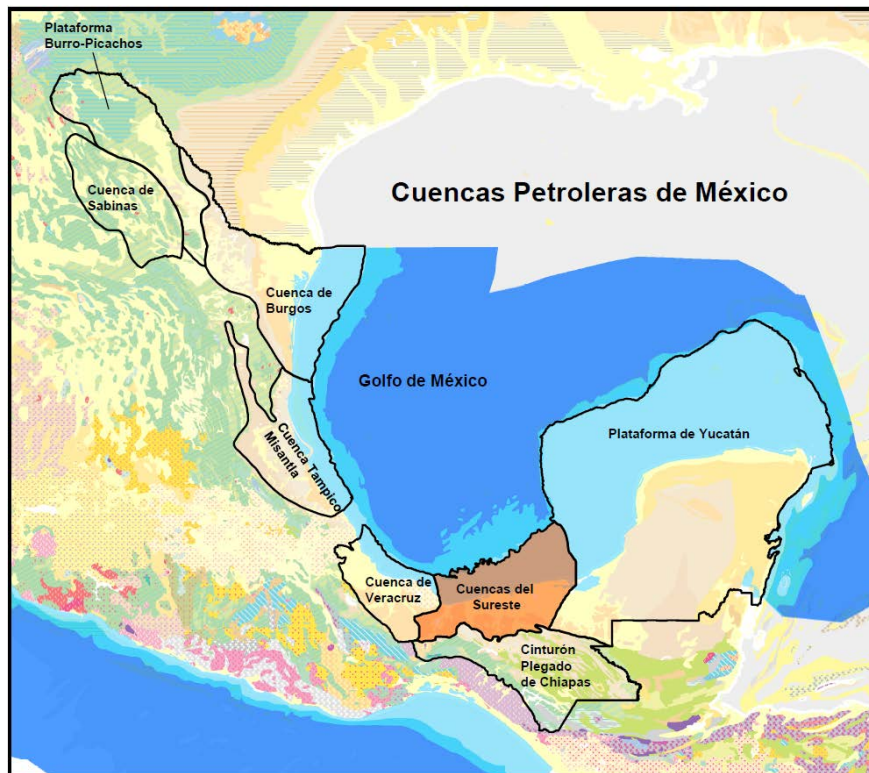 Plataforma
Burro-Picachos
Cuenca de
Sabinas
Cuencas Petroleras de México
Cuenca de
Burgos
Golfo de México
Plataforma de Yucatán
Cuenca Tampico
Misantla
Cuenca de
Veracruz
Cuencas del
Sureste
Cinturón
Plegado
de Chiapas